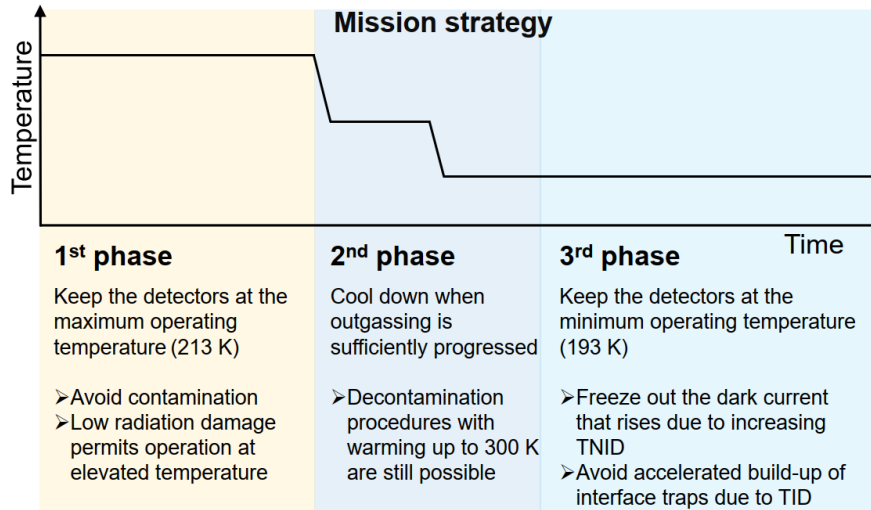 Mission strategy
Temperature
Time
1st phase
Keep the detectors at the
maximum operating
temperature (213 K)
➢Avoid contamination
➢Low radiation damage
permits operation at
elevated temperature
2nd phase
Cool down when
outgassing is
sufficiently progressed
➢Decontamination
procedures with
warming up to 300 K
are still possible
3rd phase
Keep the detectors at the
minimum operating temperature
(193 K)
➢Freeze out the dark current
that rises due to increasing
TNID
➢Avoid accelerated build-up of
interface traps due to TID